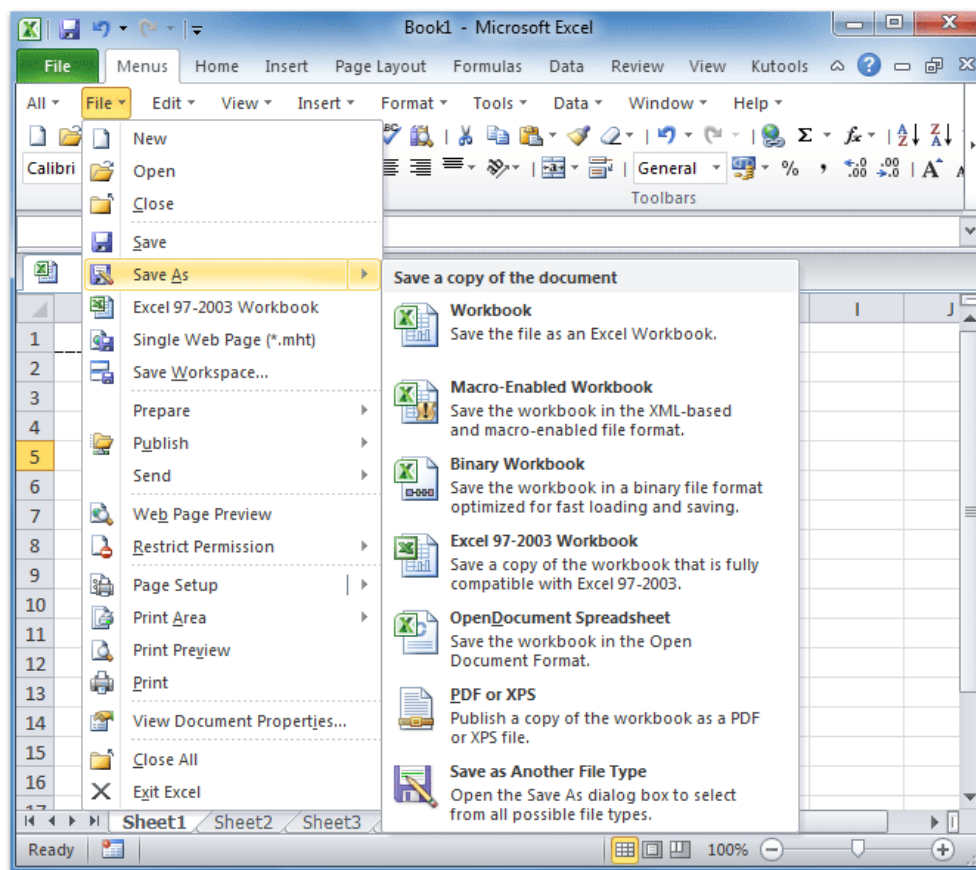 Book1 - Microsoft Excel
File Menus Home Insert Page Layout Formulas Data Review View Kutools
All File Edit View Insert Format Tools Data Window Help
Calibri General
Toolbars
New
Open
Close
Save
Save As
Excel 97-2003 Workbook
Single Web Page (*.mht)
Save Workspace...
Prepare
Publish
Send
Web Page Preview
Restrict Permission
Page Setup
Print Area
Print Preview
Print
View Document Properties...
Close All
Exit Excel
Save a copy of the document
Workbook
Save the file as an Excel Workbook.
Macro-Enabled Workbook
Save the workbook in the XML-based
and macro-enabled file format.
Binary Workbook
Save the workbook in a binary file format
optimized for fast loading and saving.
Excel 97-2003 Workbook
Save a copy of the workbook that is fully
compatible with Excel 97-2003.
OpenDocument Spreadsheet
Save the workbook in the Open
Document Format.
PDF or XPS
Publish a copy of the workbook as a PDF
or XPS file.
Save as Another File Type
Open the Save As dialog box to select
from all possible file types.
I J
1
2
3
4
5
6
7
8
9
10
11
12
13
14
15
16
17
Sheet1 Sheet2 Sheet3
Ready 100%